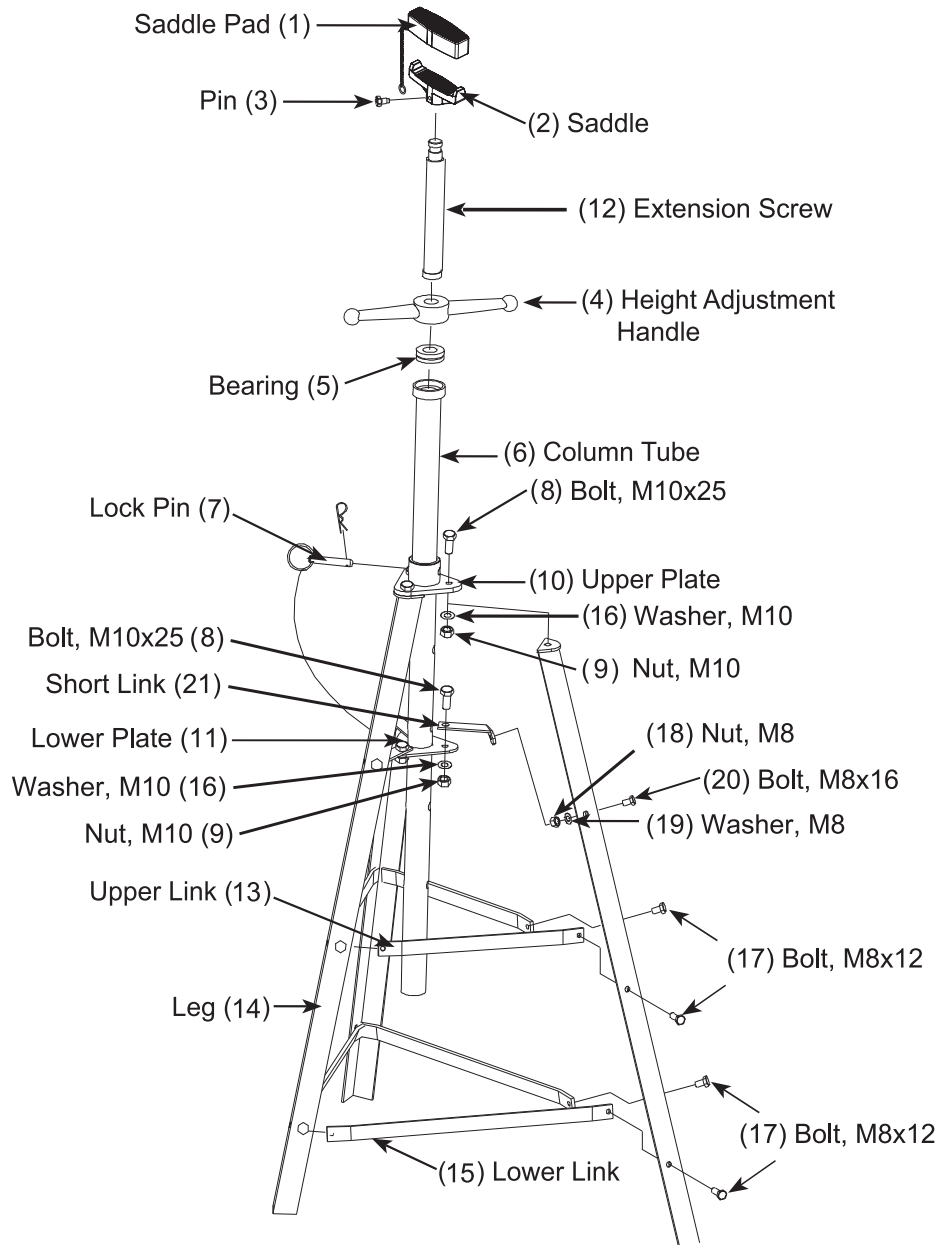 Saddle Pad (1)
Pin (3)
(2) Saddle
(12) Extension Screw
(4) Height Adjustment
Handle
Bearing (5)
(6) Column Tube
(8) Bolt, M10x25
Lock Pin (7)
(10) Upper Plate
(16) Washer, M10
Bolt, M10x25 (8)
(9) Nut, M10
Short Link (21)
Lower Plate (11)
(18) Nut, M8
Washer, M10 (16)
(20) Bolt, M8x16
Nut, M10 (9)
(19) Washer, M8
Upper Link (13)
(17) Bolt, M8x12
Leg (14)
(17) Bolt, M8x12
(15) Lower Link